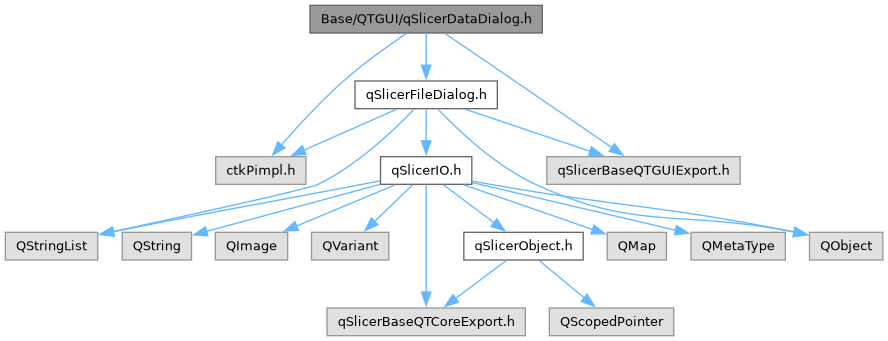 Base/QTGUI/qSlicerDataDialog.h
qSlicerFileDialog.h
ctkPimpl.h
qSlicerIO.h
qSlicerBaseQTGUIExport.h
QStringList
QString
QImage
QVariant
qSlicerObject.h
QMap
QMetaType
QObject
qSlicerBaseQTCoreExport.h
QScopedPointer